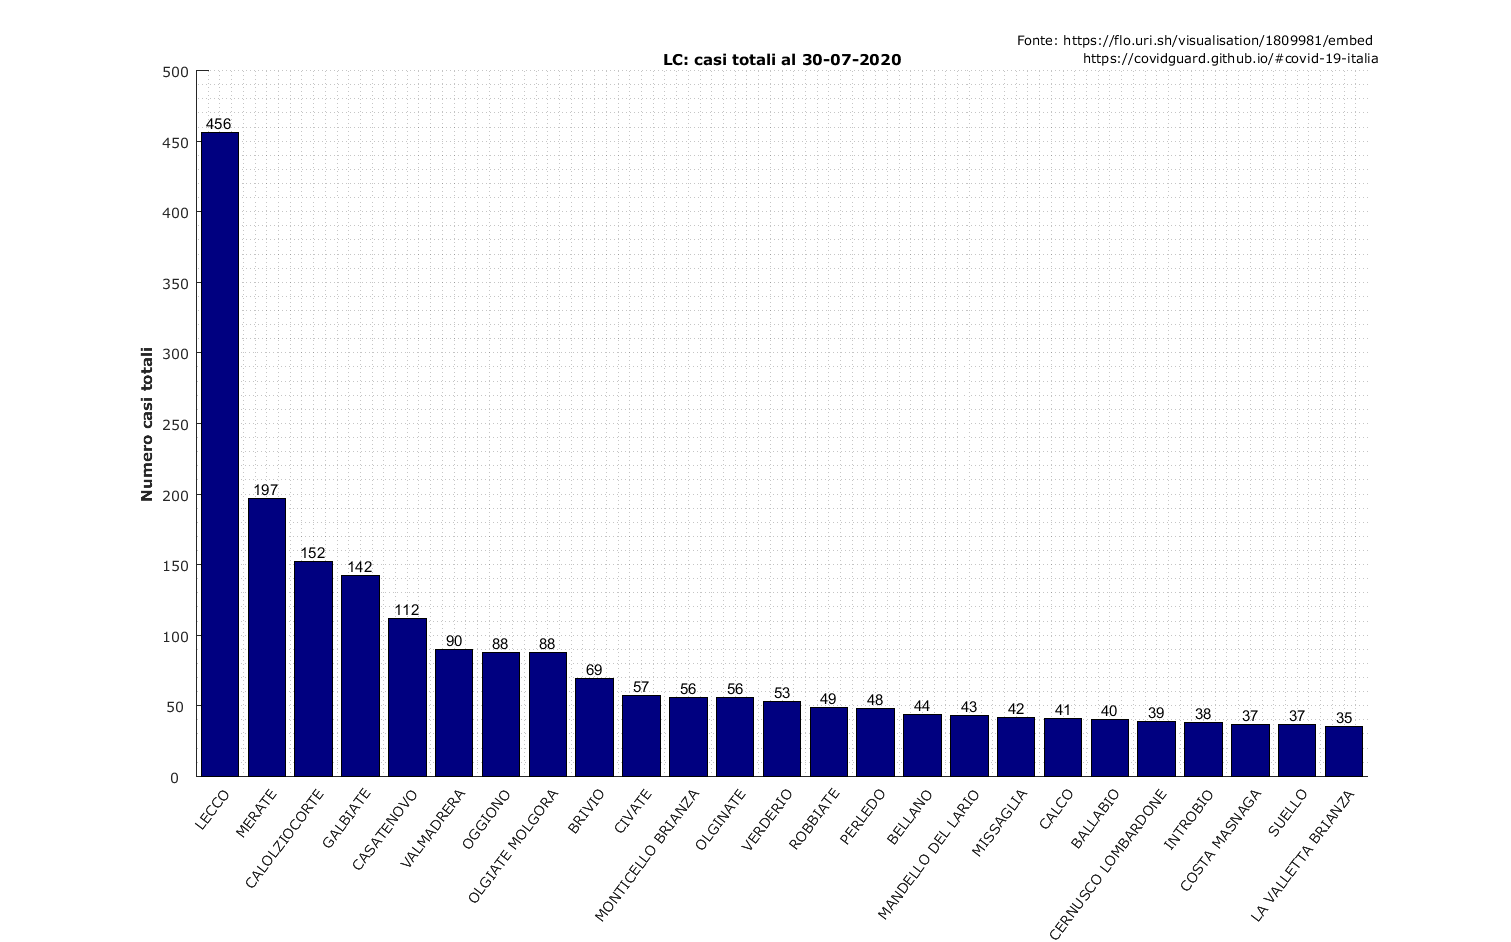 Fonte: https://flo.uri.sh/visualisation/1809981/embed
https://covidguard.github.io/#covid-19-italia
LC: casi totali al 30-07-2020
Numero casi totali
500
450
400
350
300
250
200
150
100
50
0
456
197
152
142
112
90
88
88
69
57
56
56
53
49
48
44
43
42
41
40
39
38
37
37
35
LECCO
MERATE
CALOLZIOCORTE
GALBIATE
CASATENOVO
VALMADRERA
OGGIONO
OLGIATE MOLGORA
BRIVIO
CIVATE
MONTICELLO BRIANZA
OLGINATE
VERDERIO
ROBBIATE
PERLEDO
BELLANO
MANDELLO DEL LARIO
MISSAGLIA
CALCO
BALLABIO
CERNUSCO LOMBARDONE
INTROBIO
COSTA MASNAGA
SUELLO
LA VALLETTA BRIANZA